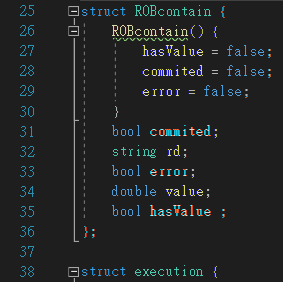 25 struct ROBcontain {
26 ROBcontain() {
27 hasValue = false;
28 commited = false;
29 error = false;
30 }
31 bool commited;
32 string rd;
33 bool error;
34 double value;
35 bool hasValue ;
36 };
37
38 struct execution {